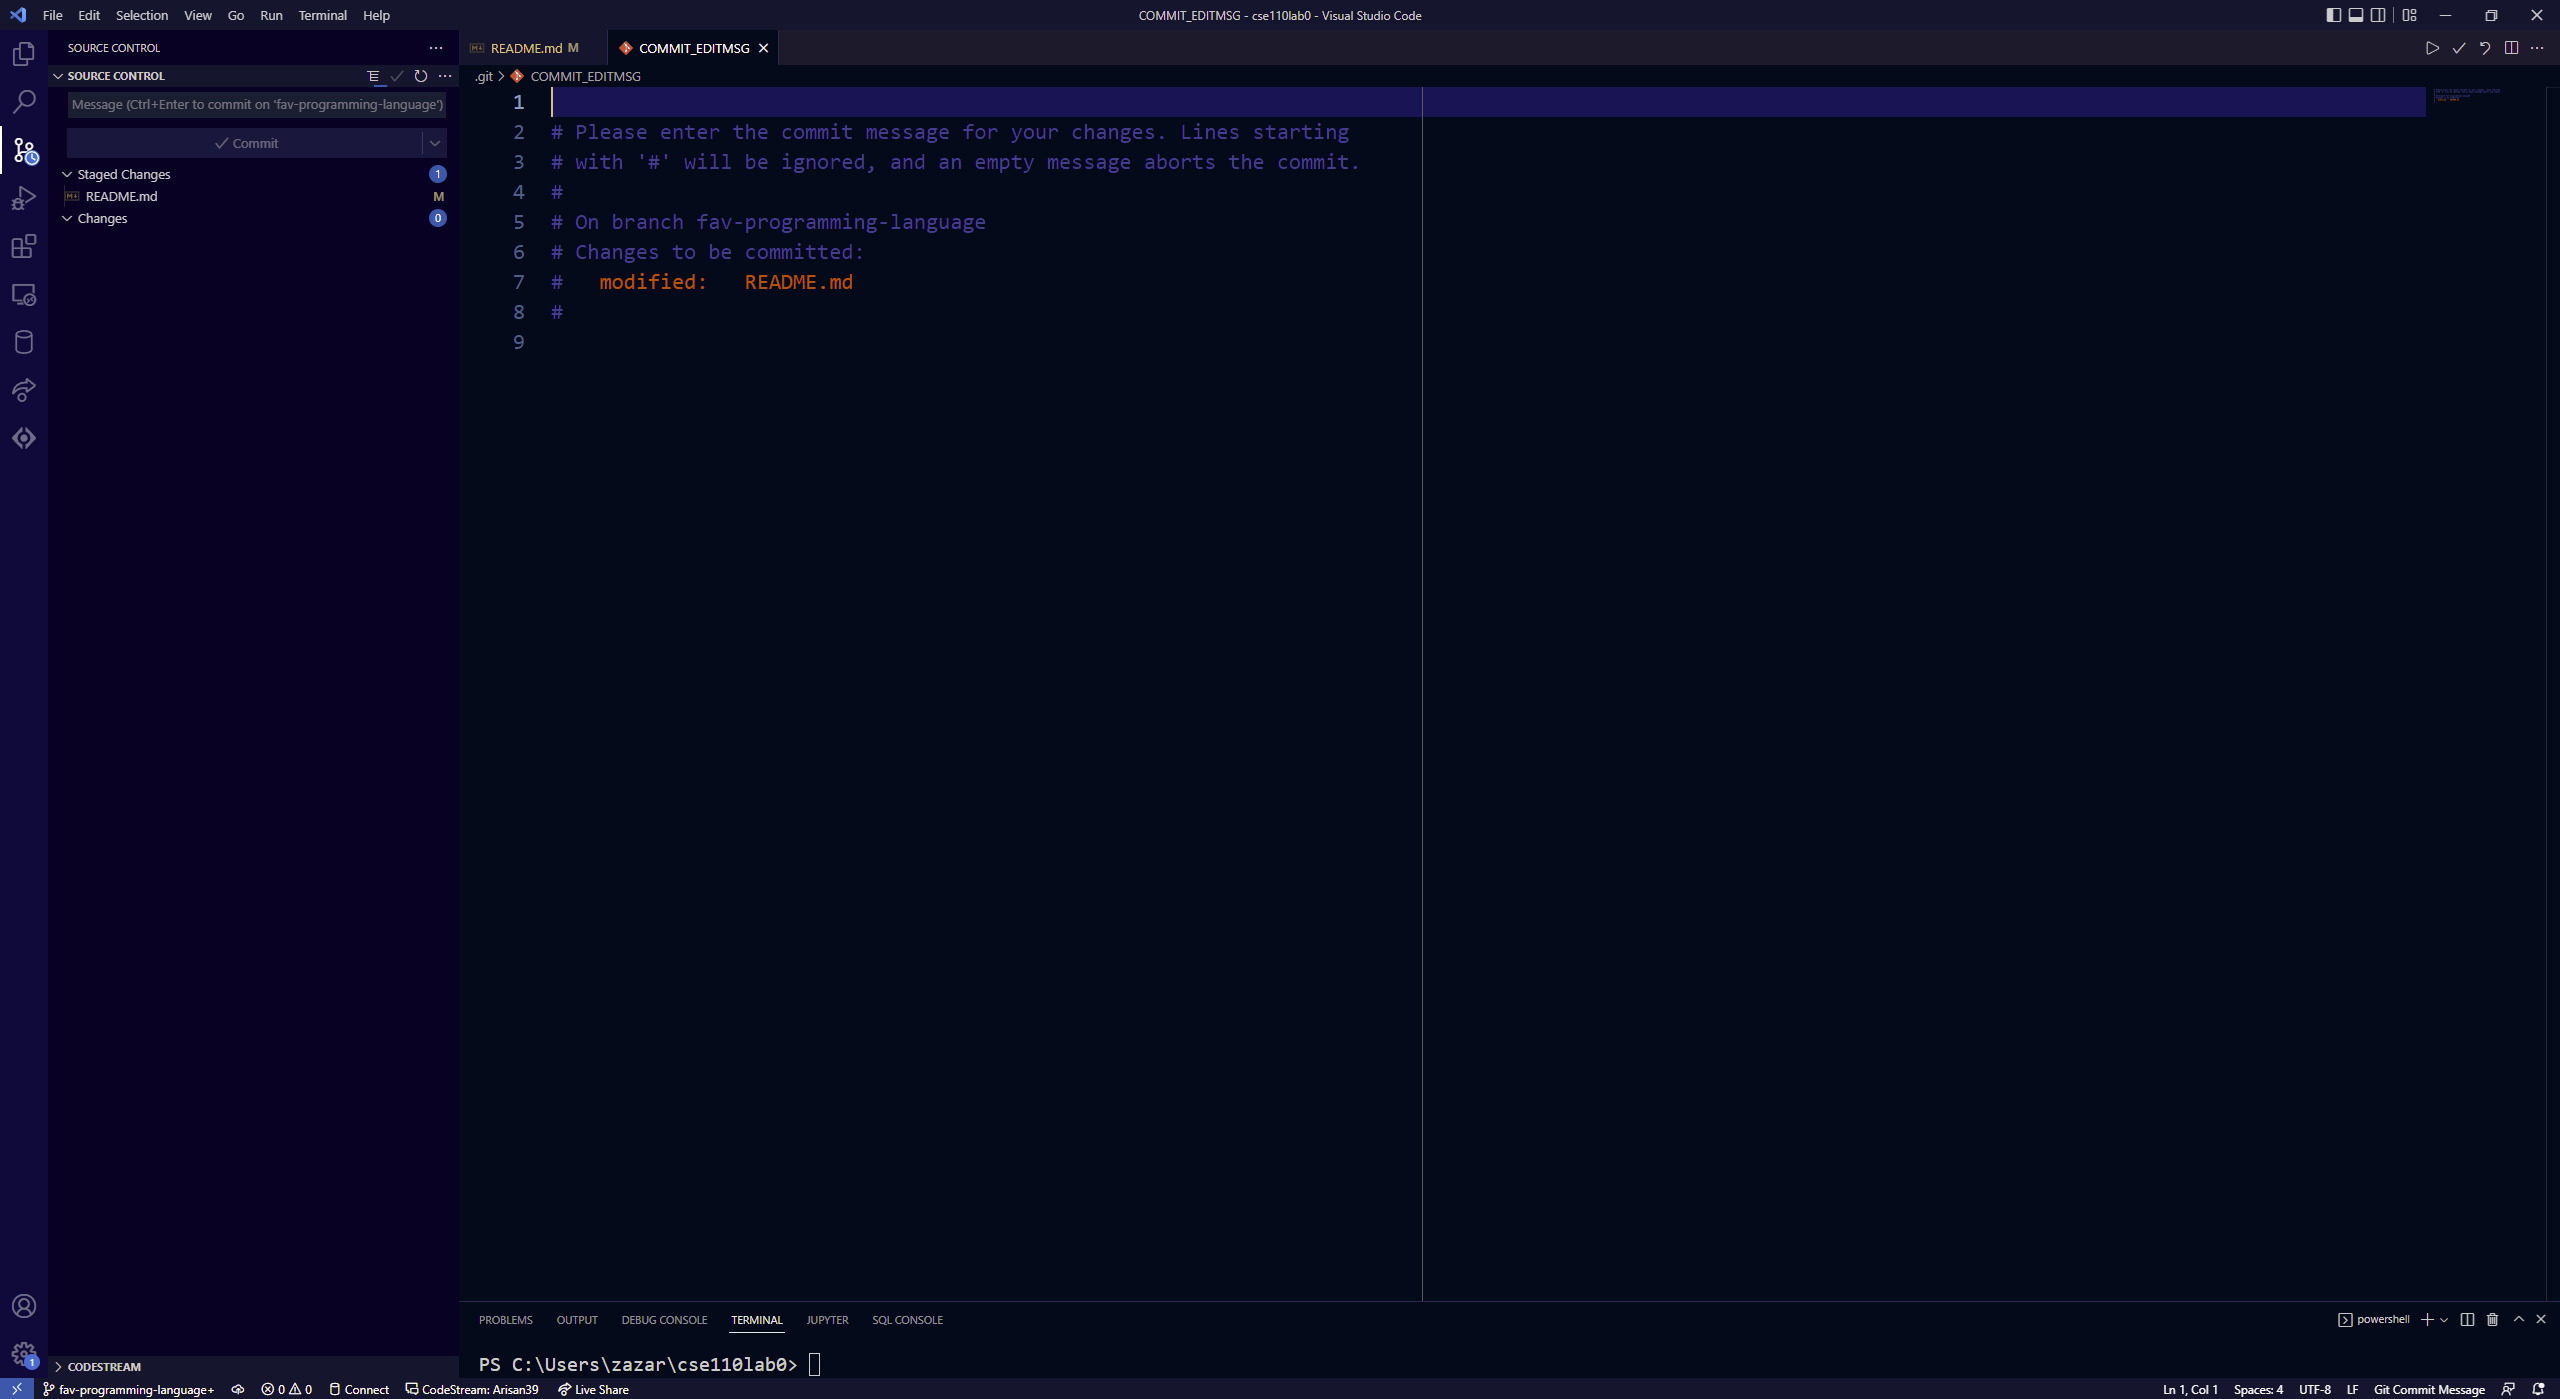 File Edit Selection View Go Run Terminal Help
COMMIT_EDITMSG - cse110lab0 - Visual Studio Code
SOURCE CONTROL
README.md M
COMMIT_EDITMSG
SOURCE CONTROL
.git > COMMIT_EDITMSG
Message (Ctrl+Enter to commit on 'fav-programming-language')
Commit
Staged Changes 1
README.md M
Changes 0
1
2 # Please enter the commit message for your changes. Lines starting
3 # with '#' will be ignored, and an empty message aborts the commit.
4 #
5 # On branch fav-programming-language
6 # Changes to be committed:
7 # modified: README.md
8 #
9
PROBLEMS OUTPUT DEBUG CONSOLE TERMINAL JUPYTER SQL CONSOLE
powershell
PS C:\Users\zazar\cse110lab0>
1
CODESTREAM
fav-programming-language+ 0 0 Connect CodeStream: Arisan39 Live Share
Ln 1, Col 1 Spaces: 4 UTF-8 LF Git Commit Message